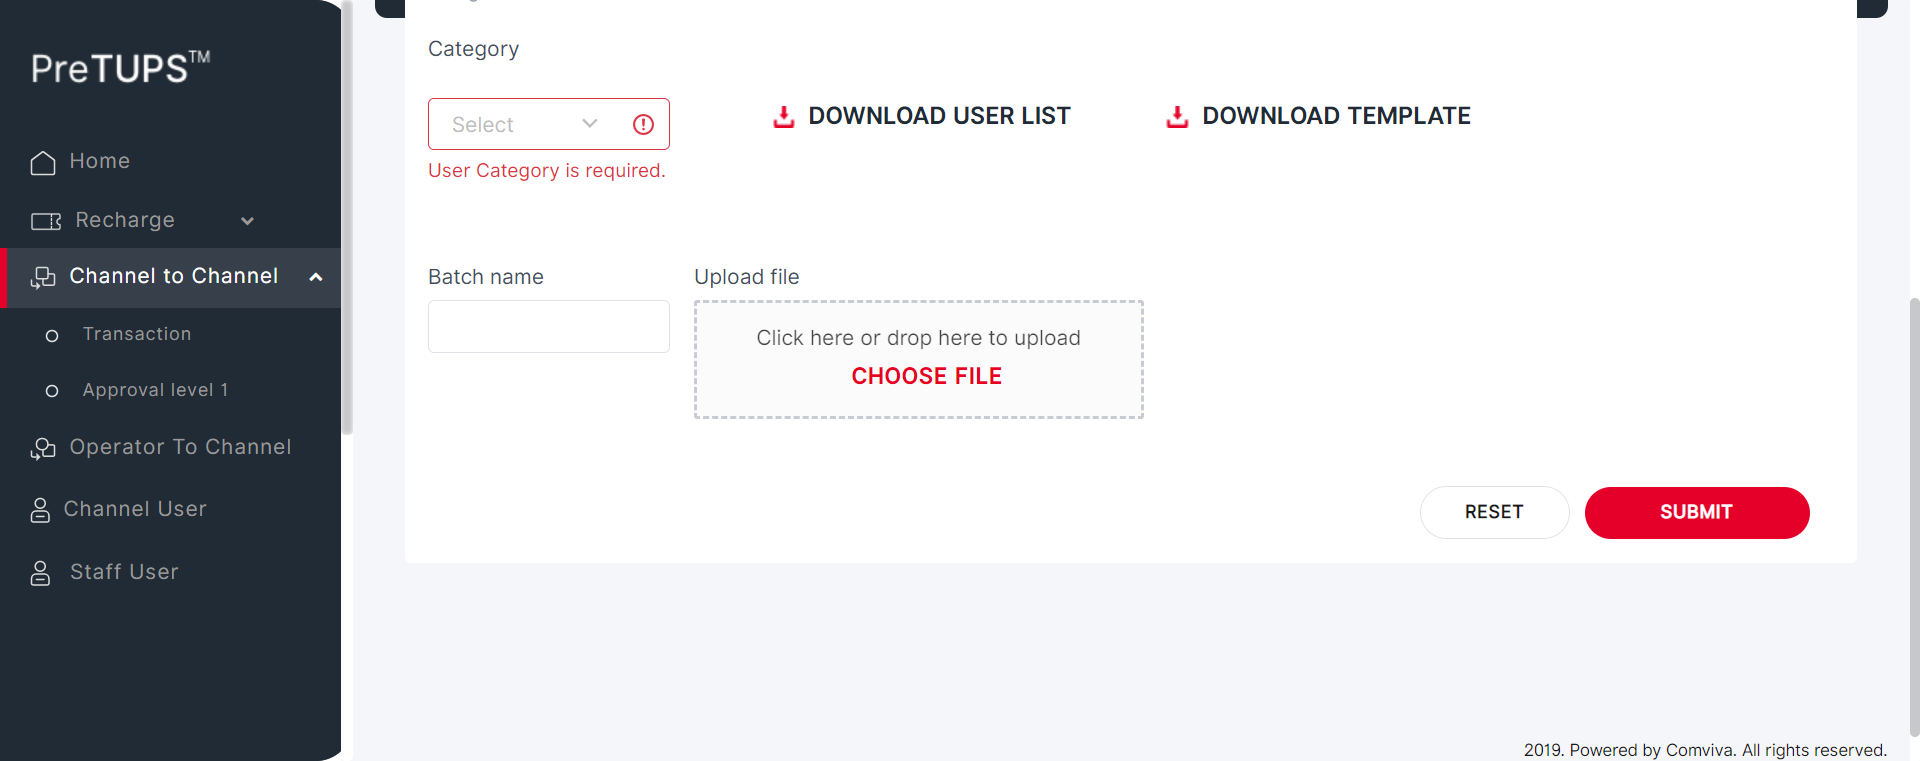 PreTUPS™
Home
Recharge
Channel to Channel
Transaction
Approval level 1
Operator To Channel
Channel User
Staff User
Category
Select
User Category is required.
DOWNLOAD USER LIST
DOWNLOAD TEMPLATE
Batch name
Upload file
Click here or drop here to upload
CHOOSE FILE
RESET
SUBMIT
2019. Powered by Comviva. All rights reserved.